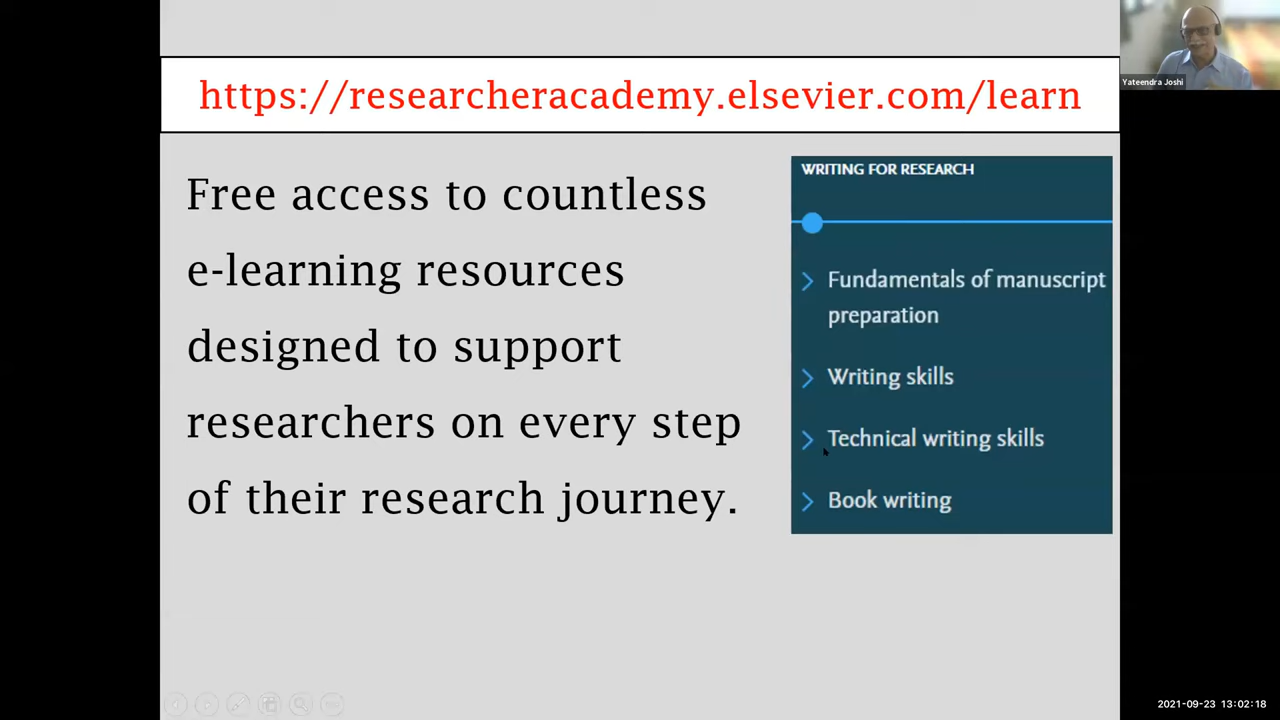 https://researcheracademy.elsevier.com/learn
Yateendra Joshi
Free access to countless
e-learning resources
designed to support
researchers on every step
of their research journey.
WRITING FOR RESEARCH
Fundamentals of manuscript
preparation
Writing skills
Technical writing skills
Book writing
2021-09-23 13:02:18